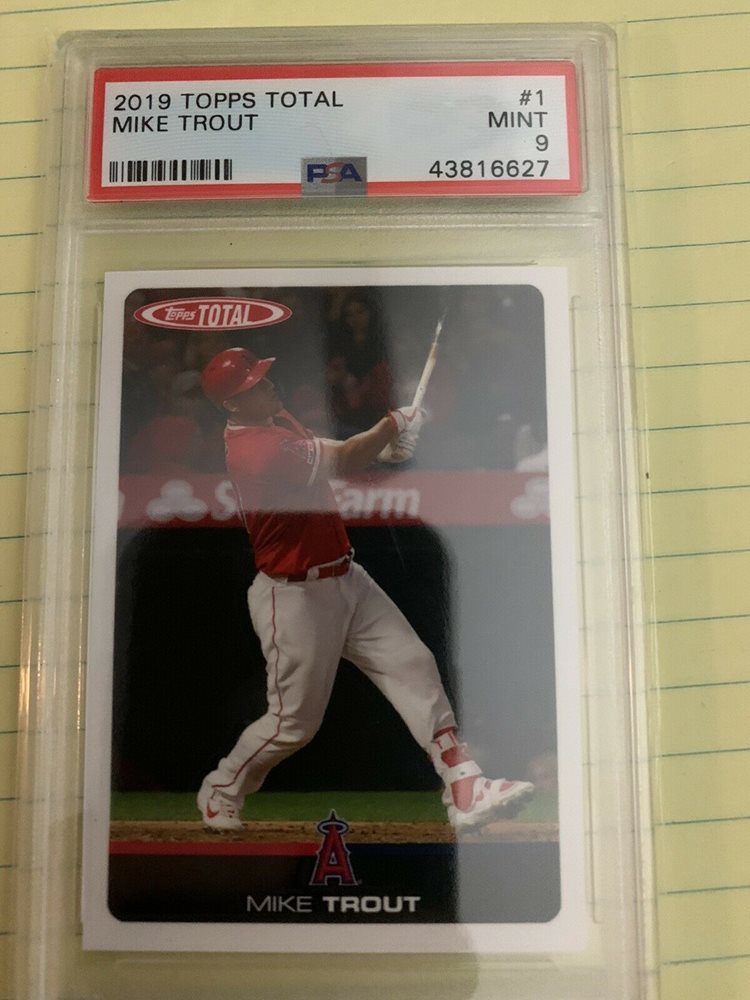 2019 TOPPS TOTAL #1
MIKE TROUT MINT
9
PSA 43816627
Topps TOTAL
Farm
A
MIKE TROUT